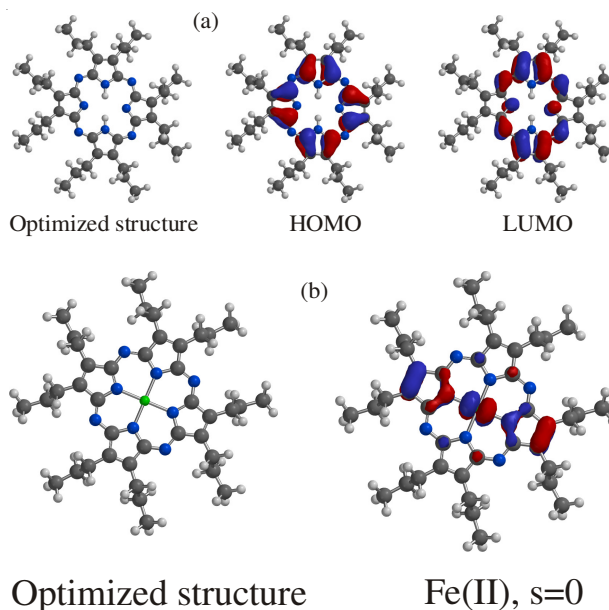 (a)
Optimized structure HOMO LUMO
(b)
Optimized structure Fe(II), s=0